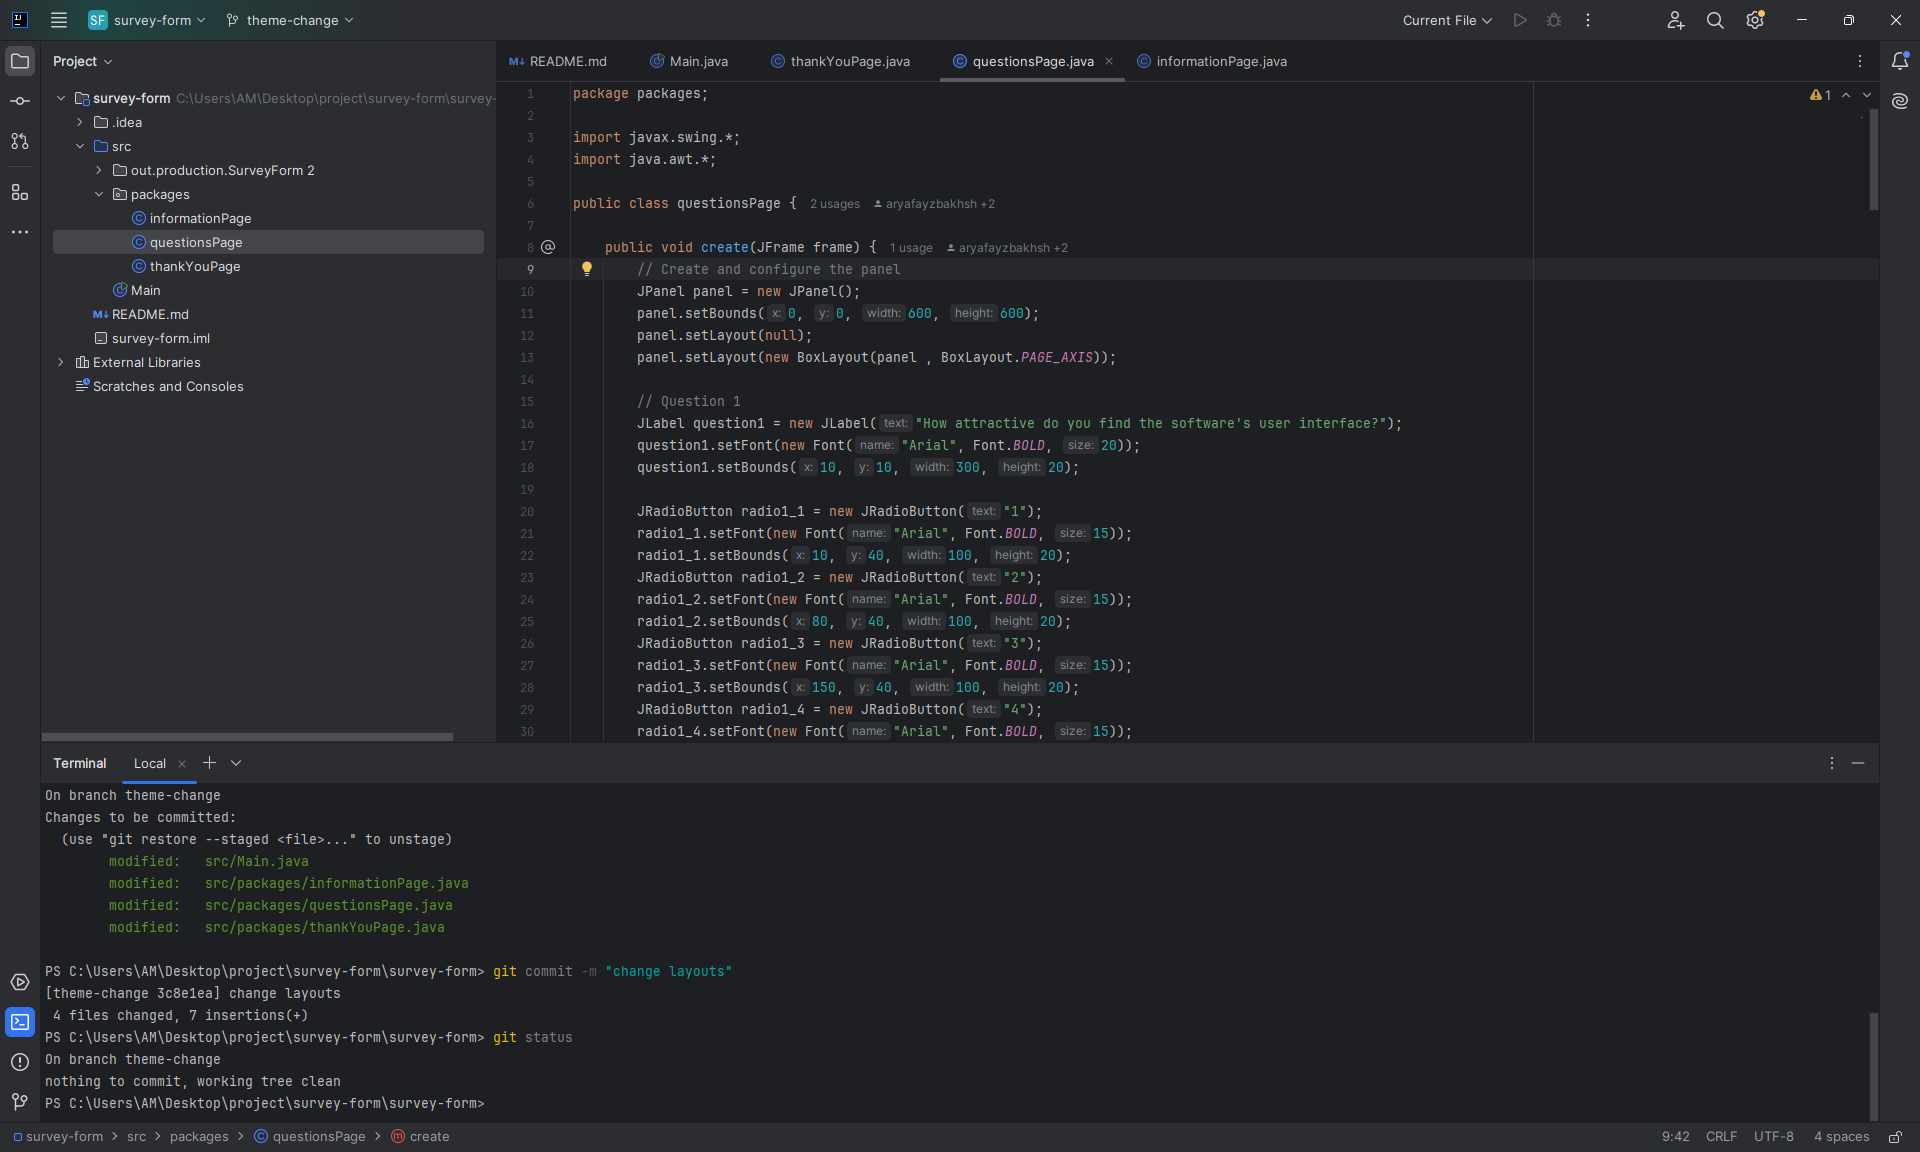 SF survey-form theme-change Current File
Project
README.md Main.java thankYouPage.java questionsPage.java informationPage.java
survey-form C:\Users\AM\Desktop\project\survey-form\survey-
.idea
src
out.production.SurveyForm 2
packages
informationPage
questionsPage
thankYouPage
Main
README.md
survey-form.iml
External Libraries
Scratches and Consoles
1
1 package packages;
2
3 import javax.swing.*;
4 import java.awt.*;
5
6 public class questionsPage { 2 usages aryafayzbakhsh +2
7
8 public void create(JFrame frame) { 1 usage aryafayzbakhsh +2
9 // Create and configure the panel
10 JPanel panel = new JPanel();
11 panel.setBounds( x: 0, y: 0, width: 600, height: 600);
12 panel.setLayout(null);
13 panel.setLayout(new BoxLayout(panel , BoxLayout.PAGE_AXIS));
14
15 // Question 1
16 JLabel question1 = new JLabel( text: "How attractive do you find the software's user interface?");
17 question1.setFont(new Font( name: "Arial", Font.BOLD, size: 20));
18 question1.setBounds( x: 10, y: 10, width: 300, height: 20);
19
20 JRadioButton radio1_1 = new JRadioButton( text: "1");
21 radio1_1.setFont(new Font( name: "Arial", Font.BOLD, size: 15));
22 radio1_1.setBounds( x: 10, y: 40, width: 100, height: 20);
23 JRadioButton radio1_2 = new JRadioButton( text: "2");
24 radio1_2.setFont(new Font( name: "Arial", Font.BOLD, size: 15));
25 radio1_2.setBounds( x: 80, y: 40, width: 100, height: 20);
26 JRadioButton radio1_3 = new JRadioButton( text: "3");
27 radio1_3.setFont(new Font( name: "Arial", Font.BOLD, size: 15));
28 radio1_3.setBounds( x: 150, y: 40, width: 100, height: 20);
29 JRadioButton radio1_4 = new JRadioButton( text: "4");
30 radio1_4.setFont(new Font( name: "Arial", Font.BOLD, size: 15));
Terminal Local
On branch theme-change
Changes to be committed:
(use "git restore --staged <file>..." to unstage)
modified: src/Main.java
modified: src/packages/informationPage.java
modified: src/packages/questionsPage.java
modified: src/packages/thankYouPage.java
PS C:\Users\AM\Desktop\project\survey-form\survey-form> git commit -m "change layouts"
[theme-change 3c8e1ea] change layouts
4 files changed, 7 insertions(+)
PS C:\Users\AM\Desktop\project\survey-form\survey-form> git status
On branch theme-change
nothing to commit, working tree clean
PS C:\Users\AM\Desktop\project\survey-form\survey-form>
survey-form > src > packages > questionsPage > create 9:42 CRLF UTF-8 4 spaces